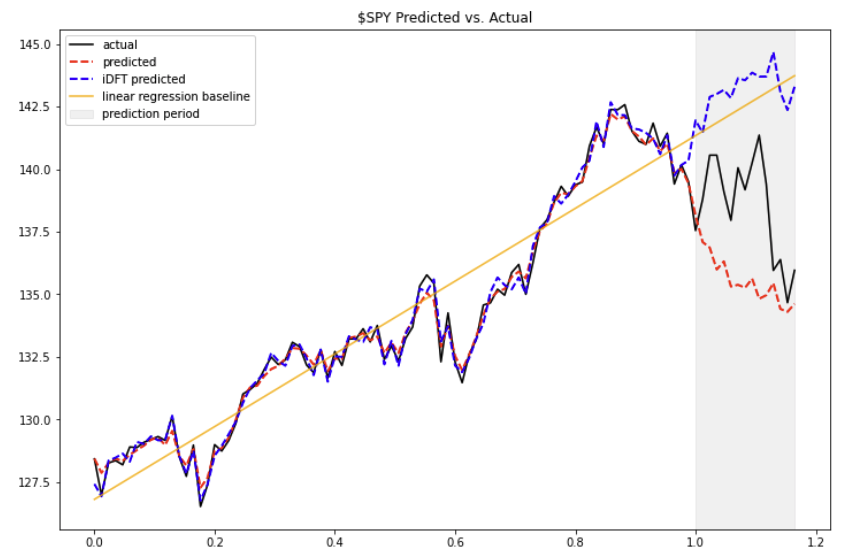 $SPY Predicted vs. Actual
145.0
142.5
140.0
137.5
135.0
132.5
130.0
127.5
actual
predicted
iDFT predicted
linear regression baseline
prediction period
0.0 0.2 0.4 0.6 0.8 1.0 1.2